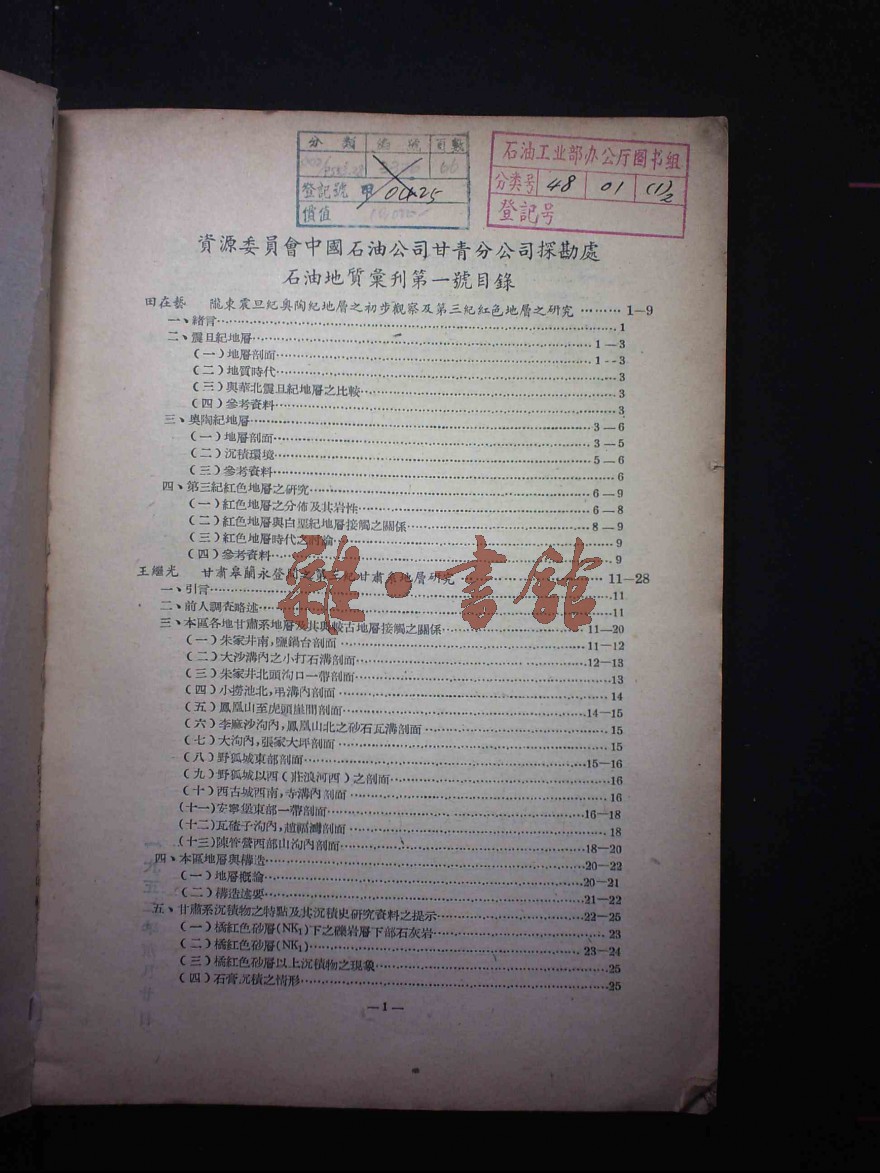 分類 編號 頁數
66
登記號 甲 0425
價值
石油工业部办公厅图书组
分类号 48 01 (1)2
登記号
資源委員會中國石油公司甘青分公司探勘處
石油地質彙刊第一號目錄
田在藝 隴東震旦紀奧陶紀地層之初步觀察及第三紀紅色地層之研究 ……… 1—9
一、緒言……1
二、震旦紀地層……1—3
(一)地層剖面……1--3
(二)地質時代……3
(三)與華北震旦紀地層之比較……3
(四)參考資料……3
三、奧陶紀地層……3—6
(一)地層剖面……3—5
(二)沉積環境……5—6
(三)參考資料……6
四、第三紀紅色地層之研究……6—9
(一)紅色地層之分佈及其岩性……6—8
(二)紅色地層與白堊紀地層接觸之關係……8—9
(三)紅色地層時代之討論……9
(四)參考資料……9
王繼光 甘肅皋蘭永登間之第三紀甘肅系地層研究……11—28
一、引言……11
二、前人調查略述……11
三、本區各地甘肅系地層及其與較古地層接觸之關係……11—20
(一)朱家井南,鹽鍋台剖面……11—12
(二)大沙溝內之小打石溝剖面……12—13
(三)朱家井北頭沟口一帶剖面……13
(四)小撈池北,弔溝內剖面……14
(五)鳳凰山至虎頭崖間剖面……14—15
(六)李麻沙沟內,鳳凰山北之砂石瓦溝剖面……15
(七)大沟內,張家大坪剖面……15
(八)野狐城東部剖面……15—16
(九)野狐城以西(莊浪河西)之剖面……16
(十)西古城西南,寺溝內剖面……16
(十一)安寧堡東部一帶剖面……16—18
(十二)瓦碴子沟內,趙福灣剖面……18
(十三)陳管營西部山沟內剖面……18—20
四、本區地層與構造……20—22
(一)地層概論……20—21
(二)構造述要……21—22
五、甘肅系沉積物之特點及其沉積史研究資料之提示……22—25
(一)橘紅色砂層(NK1)下之礫岩層下部石灰岩……23
(二)橘紅色砂層(NK1)……23—24
(三)橘紅色砂層以上沉積物之現象……25
(四)石膏沉積之情形……25
—1—
雜·書館